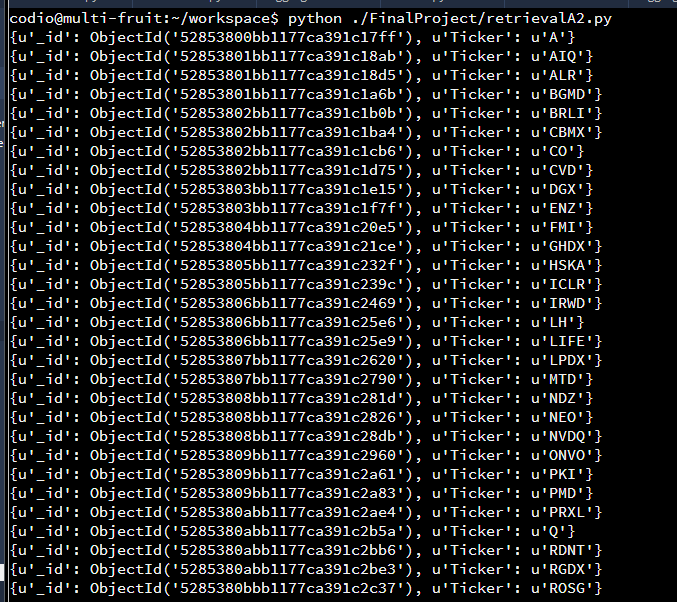 codio@multi-fruit:~/workspace$ python ./FinalProject/retrievalA2.py
{u'_id': ObjectId('52853800bb1177ca391c17ff'), u'Ticker': u'A'}
{u'_id': ObjectId('52853801bb1177ca391c18ab'), u'Ticker': u'AIQ'}
{u'_id': ObjectId('52853801bb1177ca391c18d5'), u'Ticker': u'ALR'}
{u'_id': ObjectId('52853801bb1177ca391c1a6b'), u'Ticker': u'BGMD'}
{u'_id': ObjectId('52853802bb1177ca391c1b0b'), u'Ticker': u'BRLI'}
{u'_id': ObjectId('52853802bb1177ca391c1ba4'), u'Ticker': u'CBMX'}
{u'_id': ObjectId('52853802bb1177ca391c1cb6'), u'Ticker': u'CO'}
{u'_id': ObjectId('52853802bb1177ca391c1d75'), u'Ticker': u'CVD'}
{u'_id': ObjectId('52853803bb1177ca391c1e15'), u'Ticker': u'DGX'}
{u'_id': ObjectId('52853803bb1177ca391c1f7f'), u'Ticker': u'ENZ'}
{u'_id': ObjectId('52853804bb1177ca391c20e5'), u'Ticker': u'FMI'}
{u'_id': ObjectId('52853804bb1177ca391c21ce'), u'Ticker': u'GHDX'}
{u'_id': ObjectId('52853805bb1177ca391c232f'), u'Ticker': u'HSKA'}
{u'_id': ObjectId('52853805bb1177ca391c239c'), u'Ticker': u'ICLR'}
{u'_id': ObjectId('52853806bb1177ca391c2469'), u'Ticker': u'IRWD'}
{u'_id': ObjectId('52853806bb1177ca391c25e6'), u'Ticker': u'LH'}
{u'_id': ObjectId('52853806bb1177ca391c25e9'), u'Ticker': u'LIFE'}
{u'_id': ObjectId('52853807bb1177ca391c2620'), u'Ticker': u'LPDX'}
{u'_id': ObjectId('52853807bb1177ca391c2790'), u'Ticker': u'MTD'}
{u'_id': ObjectId('52853808bb1177ca391c281d'), u'Ticker': u'NDZ'}
{u'_id': ObjectId('52853808bb1177ca391c2826'), u'Ticker': u'NEO'}
{u'_id': ObjectId('52853808bb1177ca391c28db'), u'Ticker': u'NVDQ'}
{u'_id': ObjectId('52853809bb1177ca391c2960'), u'Ticker': u'ONVO'}
{u'_id': ObjectId('52853809bb1177ca391c2a61'), u'Ticker': u'PKI'}
{u'_id': ObjectId('52853809bb1177ca391c2a83'), u'Ticker': u'PMD'}
{u'_id': ObjectId('5285380abb1177ca391c2ae4'), u'Ticker': u'PRXL'}
{u'_id': ObjectId('5285380abb1177ca391c2b5a'), u'Ticker': u'Q'}
{u'_id': ObjectId('5285380abb1177ca391c2bb6'), u'Ticker': u'RDNT'}
{u'_id': ObjectId('5285380abb1177ca391c2be3'), u'Ticker': u'RGDX'}
{u'_id': ObjectId('5285380bbb1177ca391c2c37'), u'Ticker': u'ROSG'}